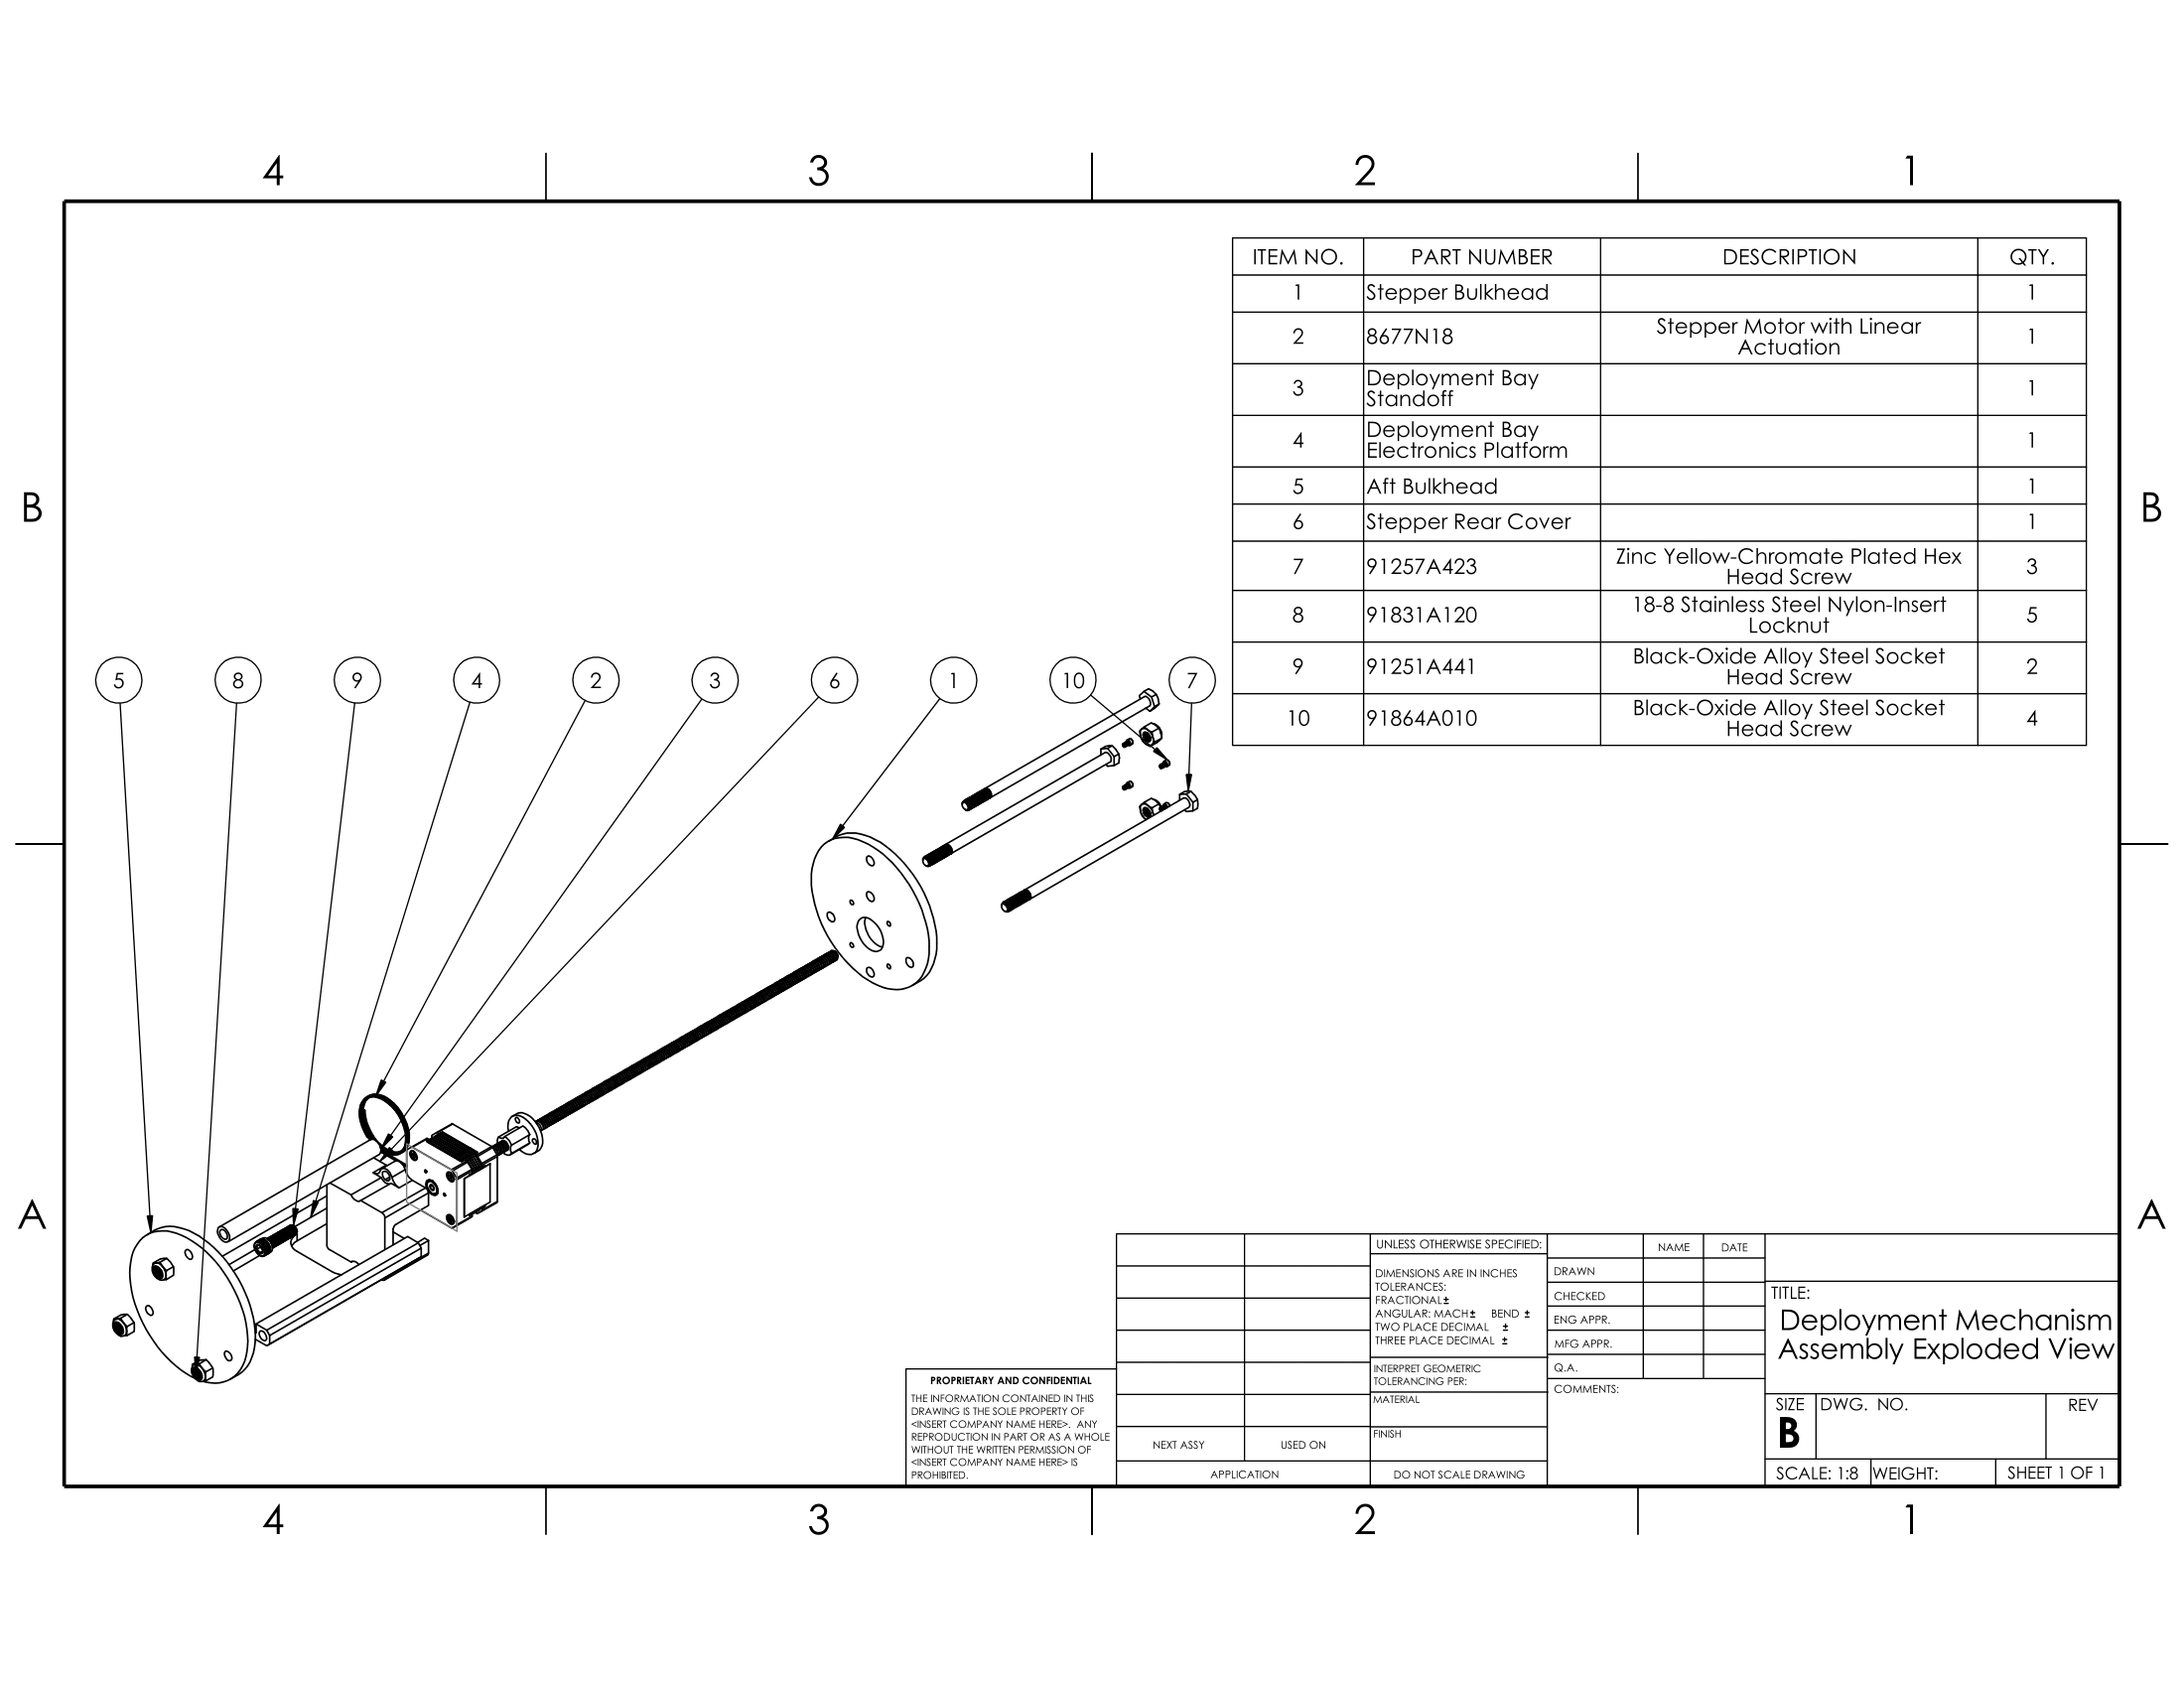 4 3 2 1
ITEM NO. PART NUMBER DESCRIPTION QTY.
1 Stepper Bulkhead 1
2 8677N18 Stepper Motor with Linear
Actuation 1
3 Deployment Bay
Standoff 1
4 Deployment Bay
Electronics Platform 1
5 Aft Bulkhead 1
6 Stepper Rear Cover 1
7 91257A423 Zinc Yellow-Chromate Plated Hex
Head Screw 3
8 91831A120 18-8 Stainless Steel Nylon-Insert
Locknut 5
9 91251A441 Black-Oxide Alloy Steel Socket
Head Screw 2
10 91864A010 Black-Oxide Alloy Steel Socket
Head Screw 4
B B
5 8 9 4 2 3 6 1 10 7
A A
PROPRIETARY AND CONFIDENTIAL
THE INFORMATION CONTAINED IN THIS
DRAWING IS THE SOLE PROPERTY OF
<INSERT COMPANY NAME HERE>. ANY
REPRODUCTION IN PART OR AS A WHOLE
WITHOUT THE WRITTEN PERMISSION OF
<INSERT COMPANY NAME HERE> IS
PROHIBITED.
NEXT ASSY USED ON
APPLICATION
UNLESS OTHERWISE SPECIFIED:
DIMENSIONS ARE IN INCHES
TOLERANCES:
FRACTIONAL±
ANGULAR: MACH± BEND ±
TWO PLACE DECIMAL ±
THREE PLACE DECIMAL ±
INTERPRET GEOMETRIC
TOLERANCING PER:
MATERIAL
FINISH
DO NOT SCALE DRAWING
NAME DATE
DRAWN
CHECKED
ENG APPR.
MFG APPR.
Q.A.
COMMENTS:
TITLE:
Deployment Mechanism
Assembly Exploded View
SIZE DWG. NO. REV
B
SCALE: 1:8 WEIGHT: SHEET 1 OF 1
4 3 2 1